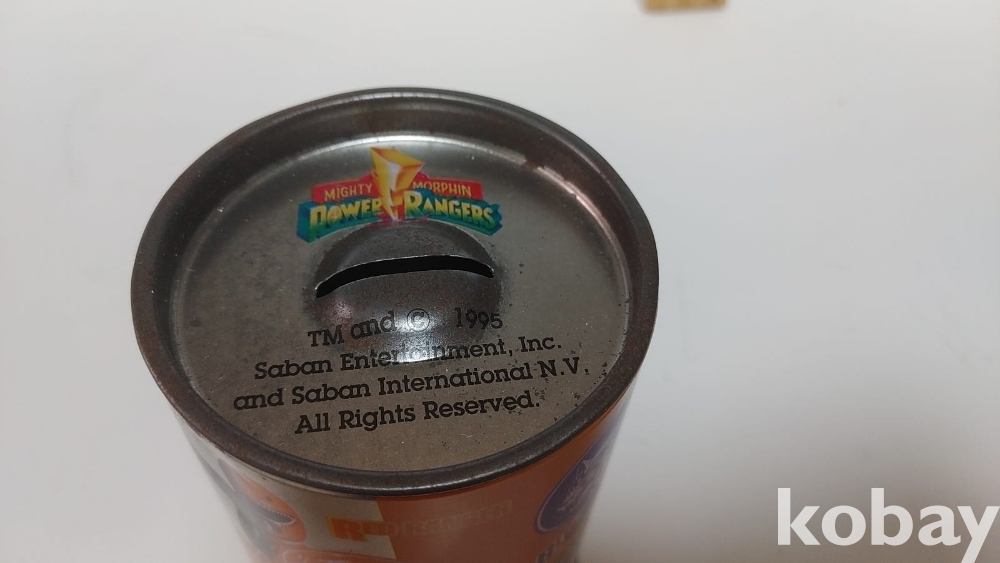 MIGHTY MORPHIN
POWER RANGERS
TM and © 1995
Saban Entertainment, Inc.
and Saban International N.V.
All Rights Reserved.
kobay